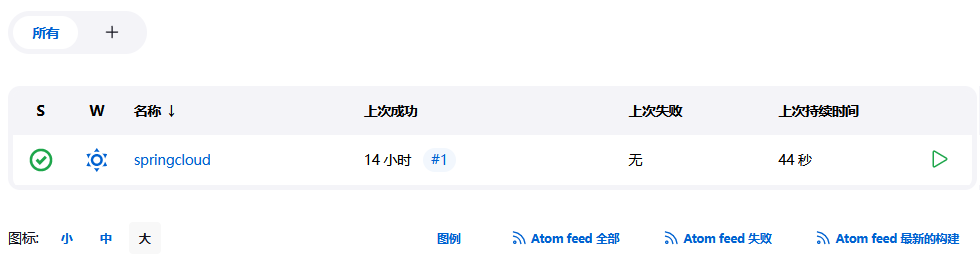 所有 +
S W 名称 ↓ 上次成功 上次失败 上次持续时间
springcloud 14 小时 #1 无 44 秒
图标: 小 中 大 图例 Atom feed 全部 Atom feed 失败 Atom feed 最新的构建